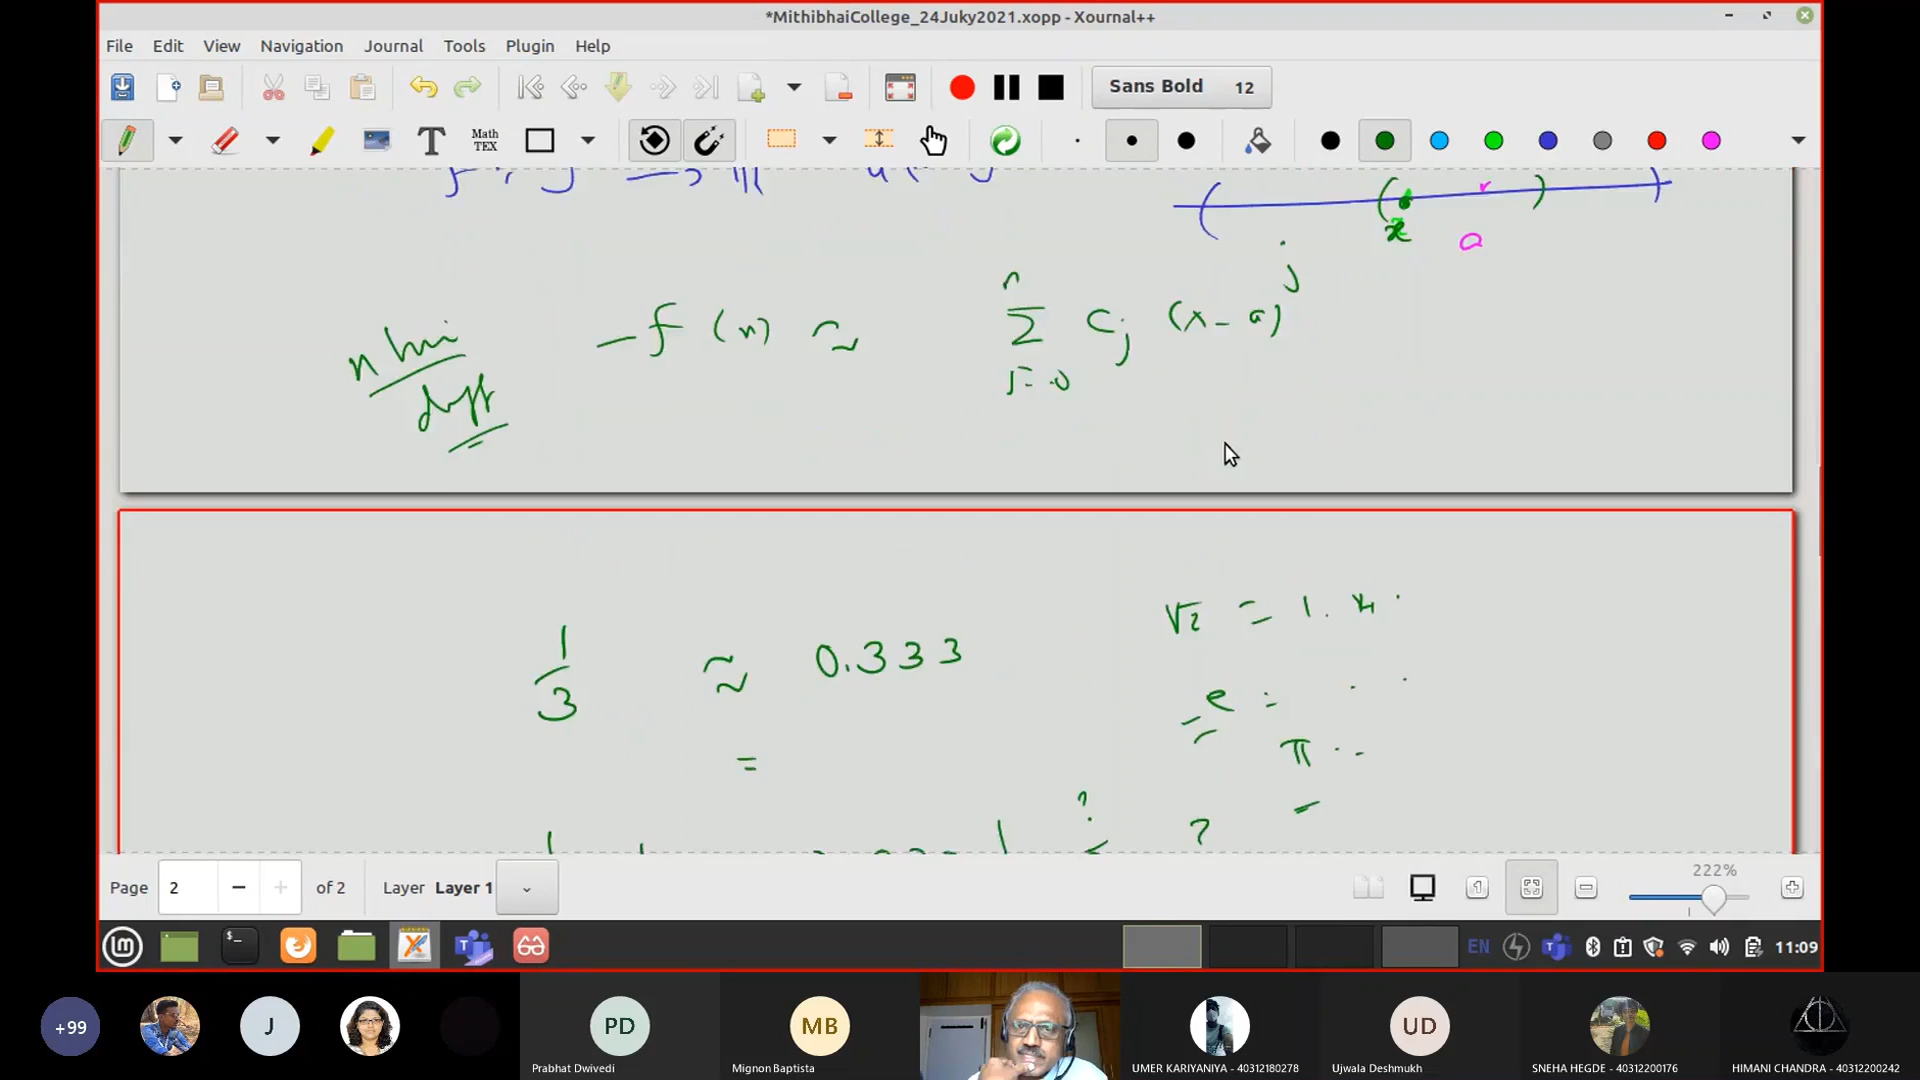 *MithibhaiCollege_24Juky2021.xopp - Xournal++
File Edit View Navigation Journal Tools Plugin Help
Sans Bold 12
T Math TEX
x a
n
j
–f (x) ≈ Σ Cj (x - a)
j=0
√2 = 1.4.
1/3 ≈ 0.333
e =
=
π
?
?
Page 2 of 2 Layer Layer 1 222%
EN 11:09
+99 J PD MB UD
Prabhat Dwivedi Mignon Baptista UMER KARIYANIYA - 40312180278 Ujwala Deshmukh SNEHA HEGDE - 40312200176 HIMANI CHANDRA - 40312200242